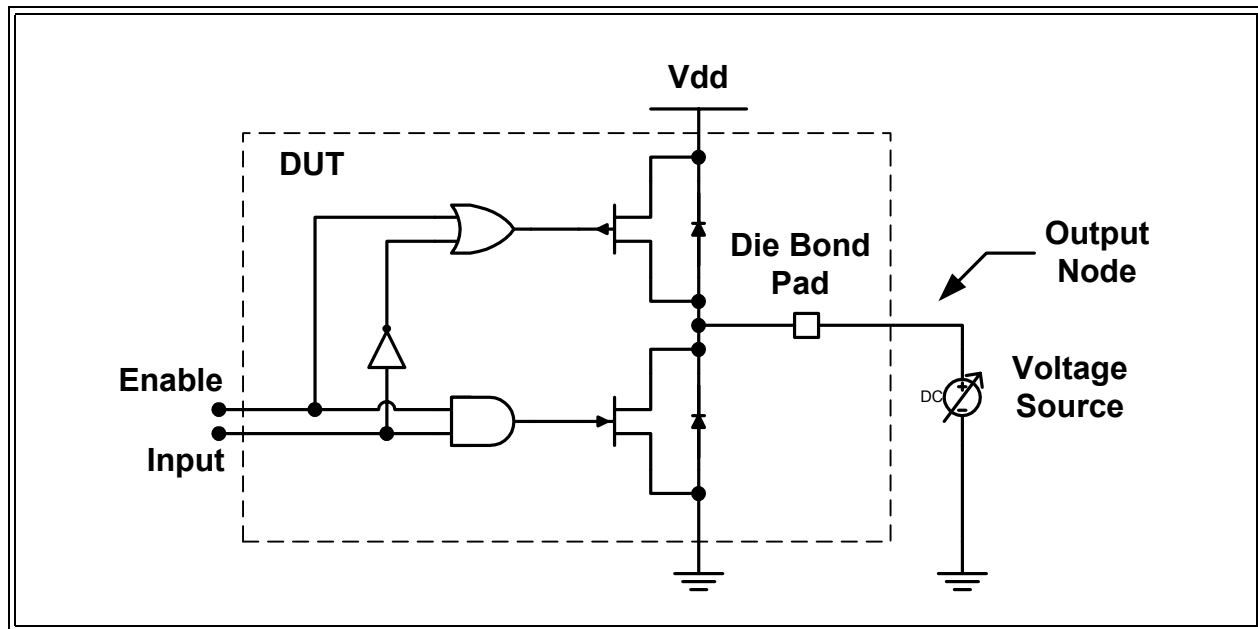 Vdd
DUT
Die Bond
Pad
Output
Node
Enable
Input
DC
Voltage
Source